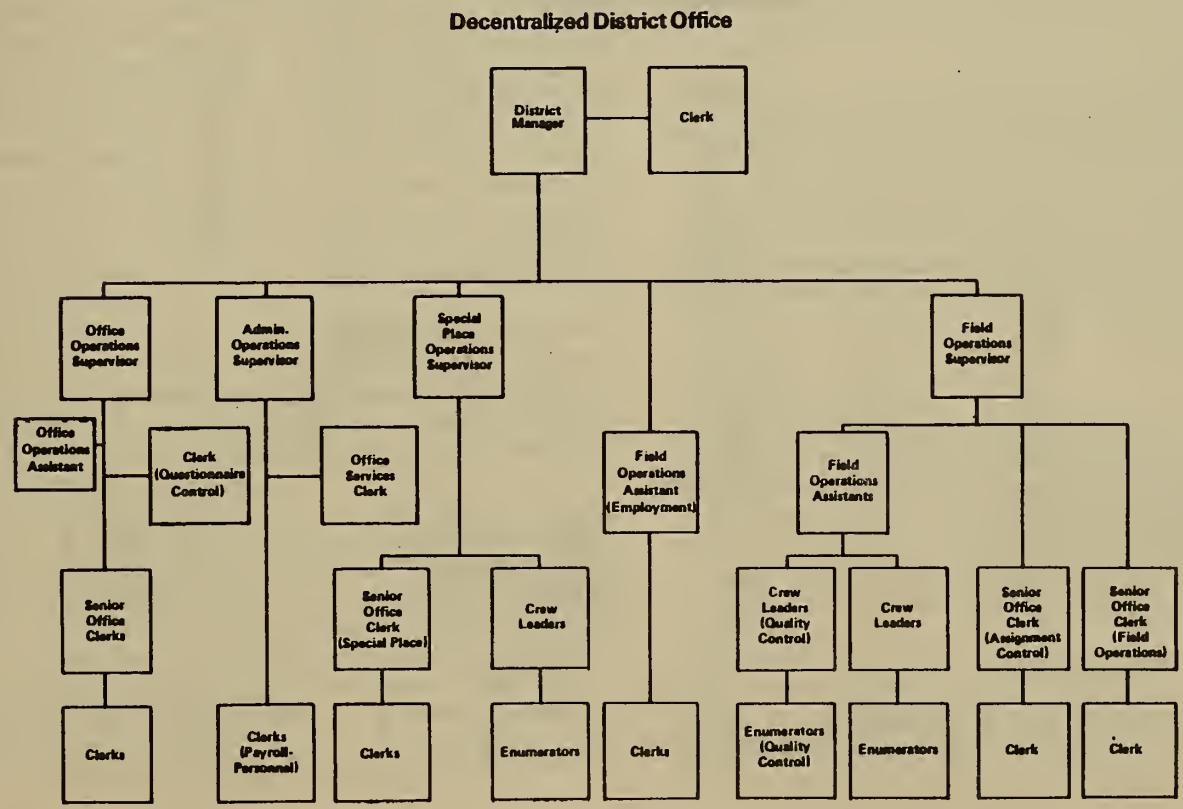 Decentralized District Office
District
Manager
Clerk
Office
Operations
Supervisor
Admin.
Operations
Supervisor
Special
Place
Operations
Supervisor
Field
Operations
Supervisor
Office
Operations
Assistant
Clerk
(Questionnaire
Control)
Office
Services
Clerk
Field
Operations
Assistant
(Employment)
Field
Operations
Assistants
Senior
Office
Clerks
Senior
Office
Clerk
(Special Place)
Crew
Leaders
Crew
Leaders
(Quality
Control)
Crew
Leaders
Senior
Office
Clerk
(Assignment
Control)
Senior
Office
Clerk
(Field
Operations)
Clerks
Clerks
(Payroll-
Personnel)
Clerks
Enumerators
Clerks
Enumerators
(Quality
Control)
Enumerators
Clerk
Clerk